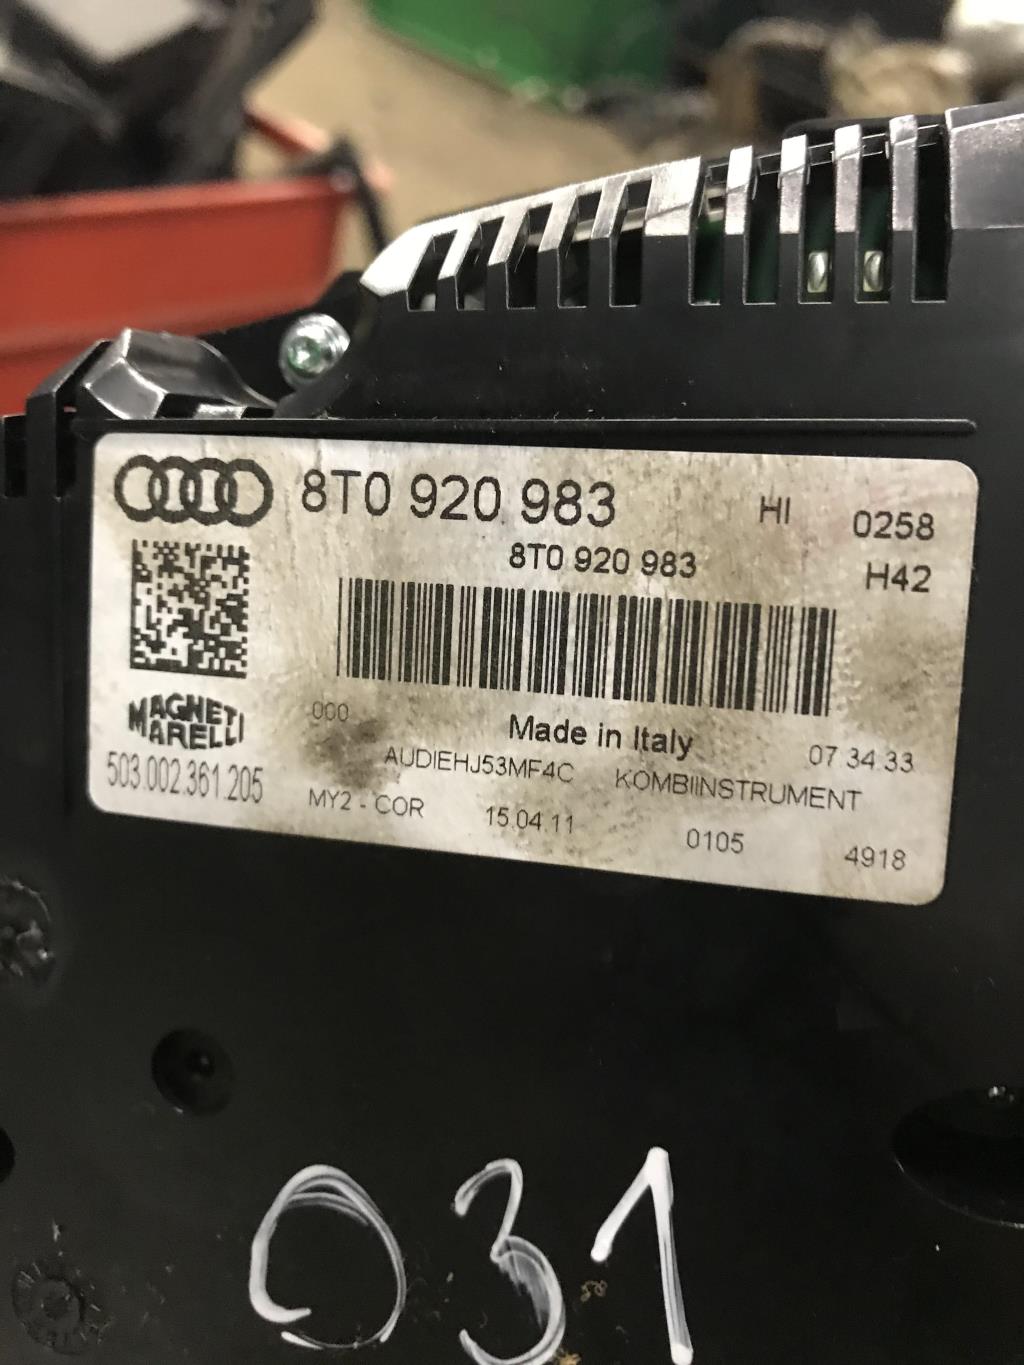 8T0 920 983 HI 0258
8T0 920 983 H42
MAGNETI
MARELLI
000 Made in Italy 07 34.33
503.002.361.205 AUDIEHJ53MF4C KOMBIINSTRUMENT
MY2 - COR 15.04.11 0105 4918
031